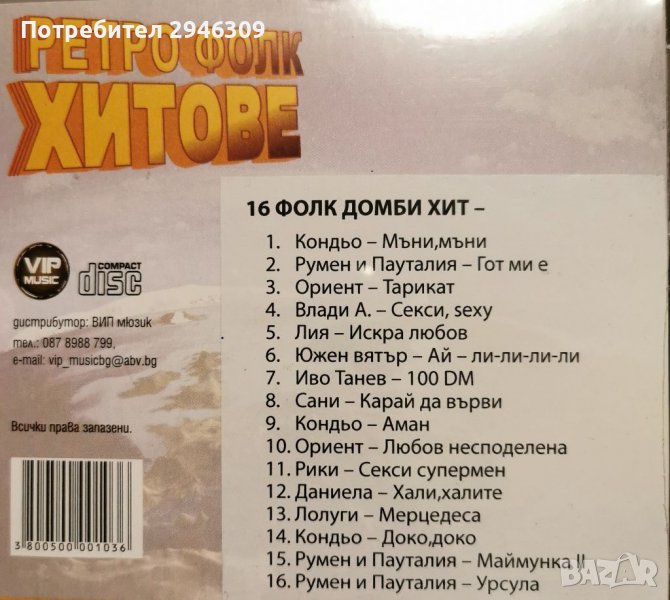 Потребител 2946309
РЕТРО ФОЛК
ХИТОВЕ
16 ФОЛК ДОМБИ ХИТ –
1. Кондьо – Мъни,мъни
2. Румен и Пауталия – Гот ми е
3. Ориент – Тарикат
4. Влади А. – Секси, sexy
5. Лия – Искра любов
6. Южен вятър – Ай – ли-ли-ли-ли
7. Иво Танев – 100 DM
8. Сани – Карай да върви
9. Кондьо – Аман
10. Ориент – Любов несподелена
11. Рики – Секси супермен
12. Даниела – Хали,халите
13. Лолуги – Мерцедеса
14. Кондьо – Доко,доко
15. Румен и Пауталия – Маймунка II
16. Румен и Пауталия – Урсула
VIP
MUSIC
COMPACT
disc
дистрибутор: ВИП мюзик
тел.: 087 8988 799,
e-mail: vip_musicbg@abv.bg
Всички права запазени.
3 800500 001036
BAZAR